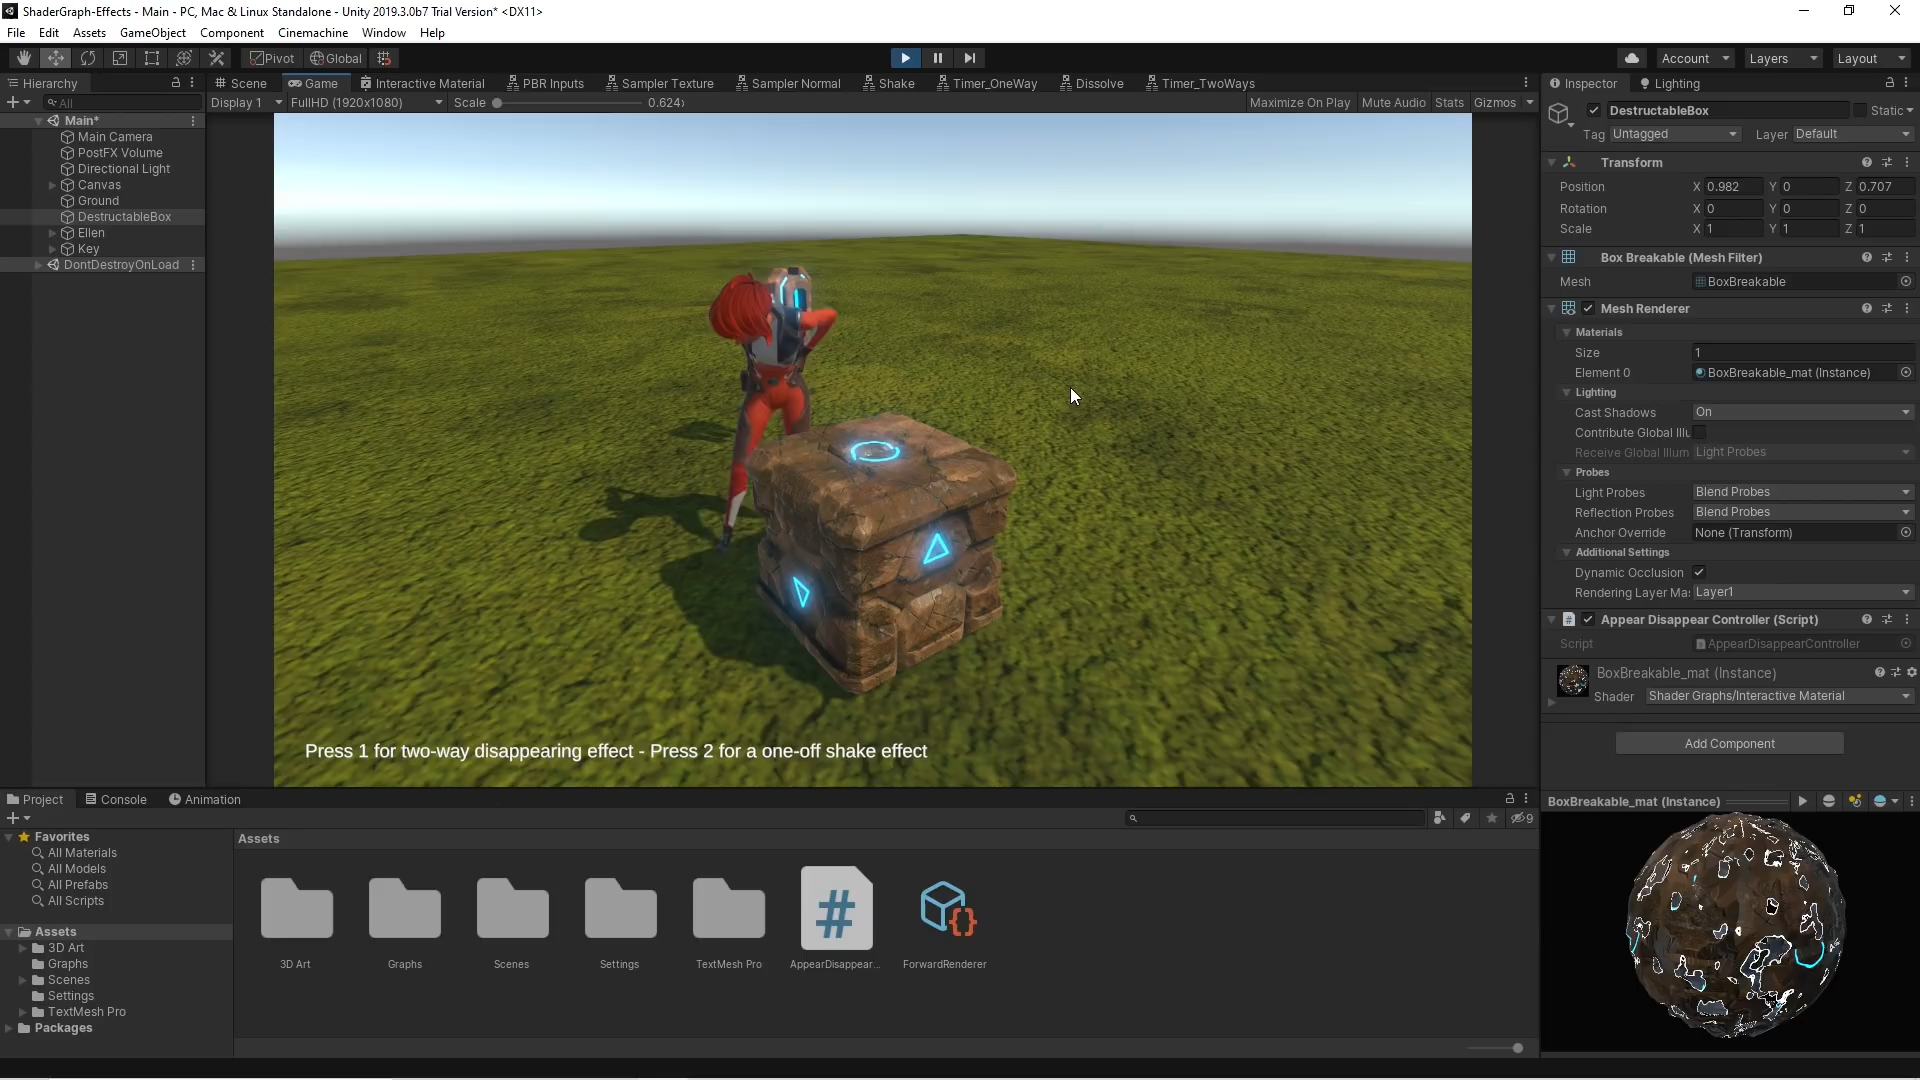 ShaderGraph-Effects - Main - PC, Mac & Linux Standalone - Unity 2019.3.0b7 Trial Version* <DX11>
File Edit Assets GameObject Component Cinemachine Window Help
Pivot Global Account Layers Layout
Hierarchy Scene Game Interactive Material PBR Inputs Sampler Texture Sampler Normal Shake Timer_OneWay Dissolve Timer_TwoWays Inspector Lighting
All Display 1 FullHD (1920x1080) Scale 0.624x Maximize On Play Mute Audio Stats Gizmos
Main*
Main Camera
PostFX Volume
Directional Light
Canvas
Ground
DestructableBox
Ellen
Key
DontDestroyOnLoad
Press 1 for two-way disappearing effect - Press 2 for a one-off shake effect
DestructableBox Static
Tag Untagged Layer Default
Transform
Position X 0.982 Y 0 Z 0.707
Rotation X 0 Y 0 Z 0
Scale X 1 Y 1 Z 1
Box Breakable (Mesh Filter)
Mesh BoxBreakable
Mesh Renderer
Materials
Size 1
Element 0 BoxBreakable_mat (Instance)
Lighting
Cast Shadows On
Contribute Global Illu
Receive Global Illum Light Probes
Probes
Light Probes Blend Probes
Reflection Probes Blend Probes
Anchor Override None (Transform)
Additional Settings
Dynamic Occlusion
Rendering Layer Ma: Layer1
# Appear Disappear Controller (Script)
Script AppearDisappearController
BoxBreakable_mat (Instance)
Shader Shader Graphs/Interactive Material
Add Component
BoxBreakable_mat (Instance)
Project Console Animation
9
Favorites
All Materials
All Models
All Prefabs
All Scripts
Assets
3D Art
Graphs
Scenes
Settings
TextMesh Pro
Packages
Assets
#
{}
3D Art Graphs Scenes Settings TextMesh Pro AppearDisappear... ForwardRenderer